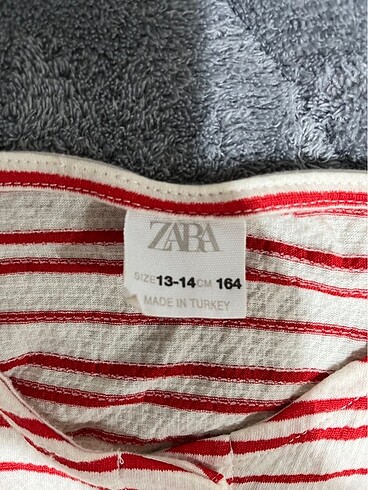 ZARA
SIZE 13-14 CM 164
MADE IN TURKEY